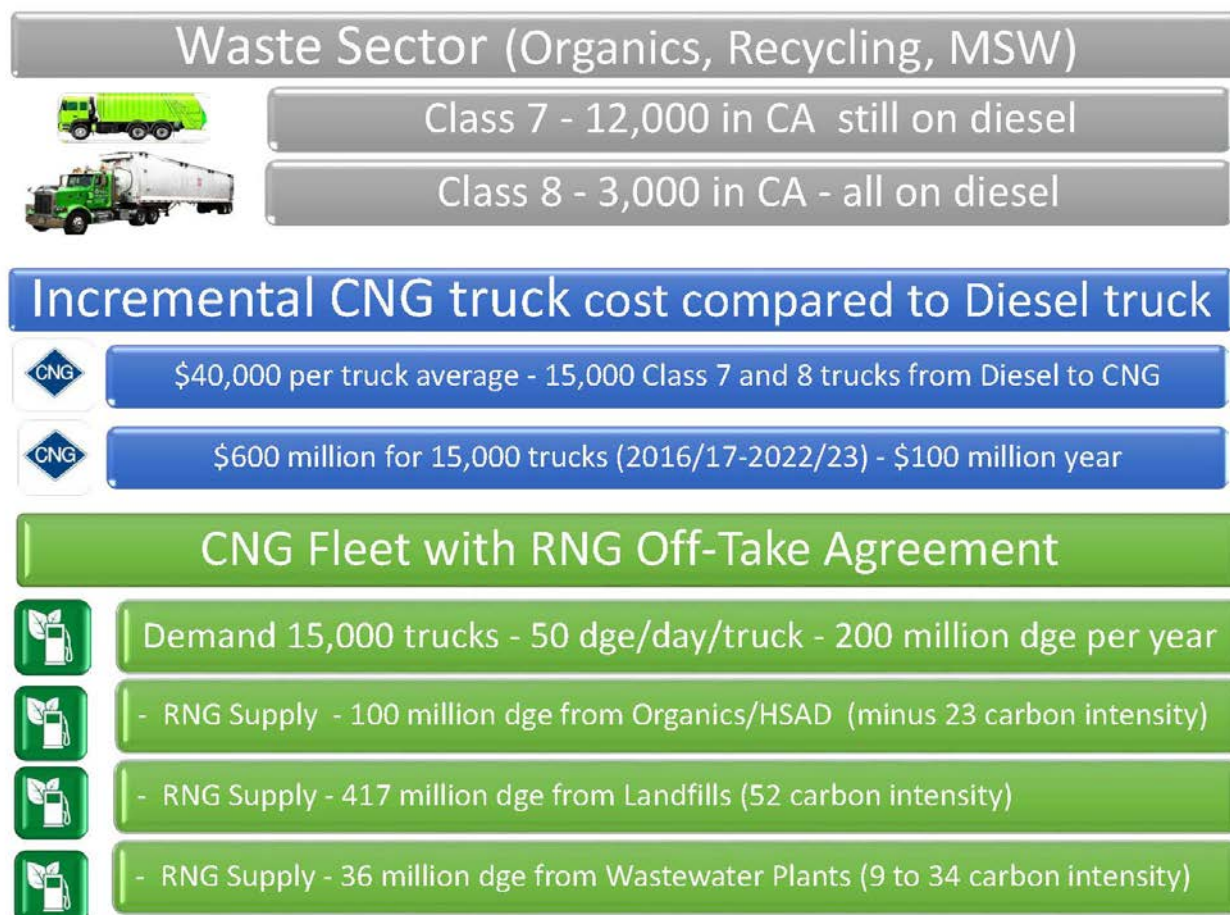 Waste Sector (Organics, Recycling, MSW)
Class 7 - 12,000 in CA still on diesel
Class 8 - 3,000 in CA - all on diesel
Incremental CNG truck cost compared to Diesel truck
CNG
$40,000 per truck average - 15,000 Class 7 and 8 trucks from Diesel to CNG
CNG
$600 million for 15,000 trucks (2016/17-2022/23) - $100 million year
CNG Fleet with RNG Off-Take Agreement
Demand 15,000 trucks - 50 dge/day/truck - 200 million dge per year
- RNG Supply - 100 million dge from Organics/HSAD (minus 23 carbon intensity)
- RNG Supply - 417 million dge from Landfills (52 carbon intensity)
- RNG Supply - 36 million dge from Wastewater Plants (9 to 34 carbon intensity)